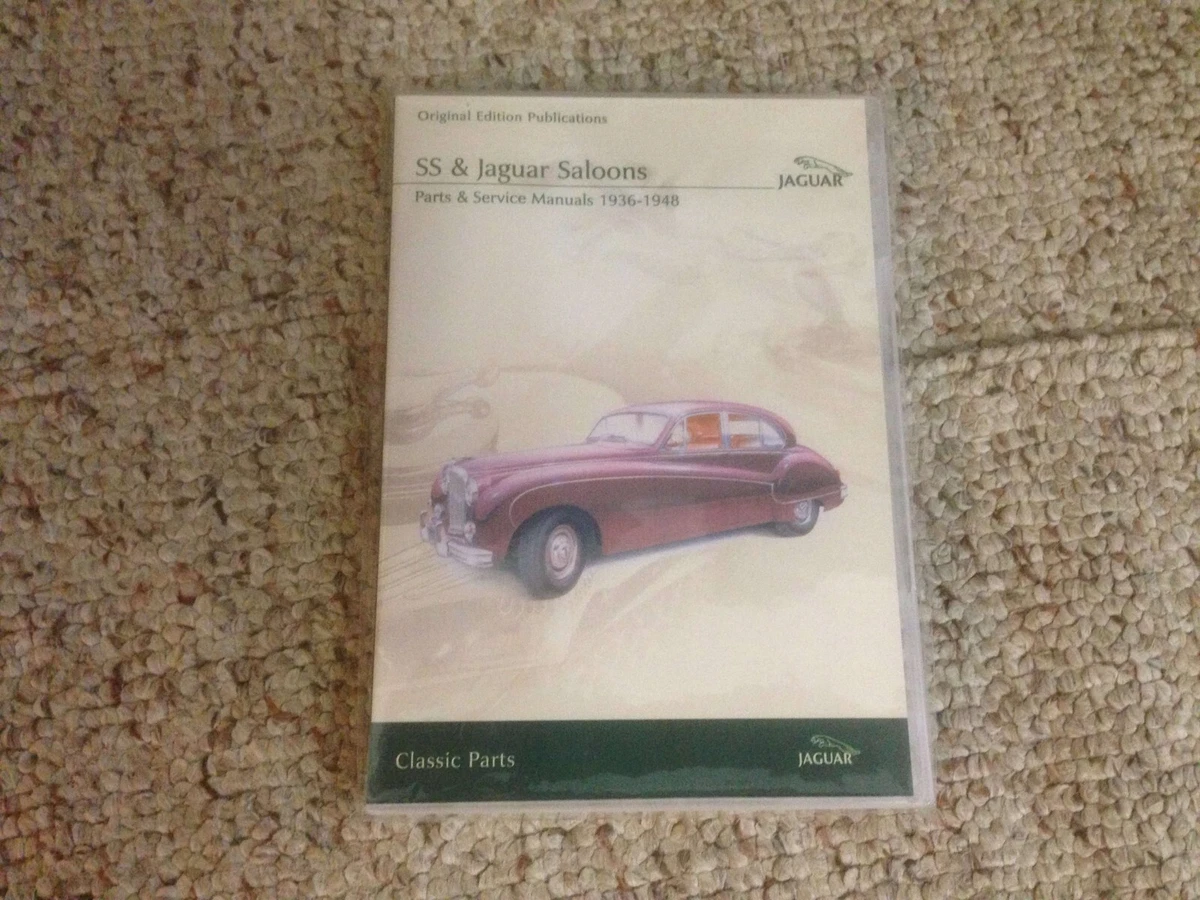 Original Edition Publications
SS & Jaguar Saloons
JAGUAR
Parts & Service Manuals 1936-1948
Classic Parts
JAGUAR